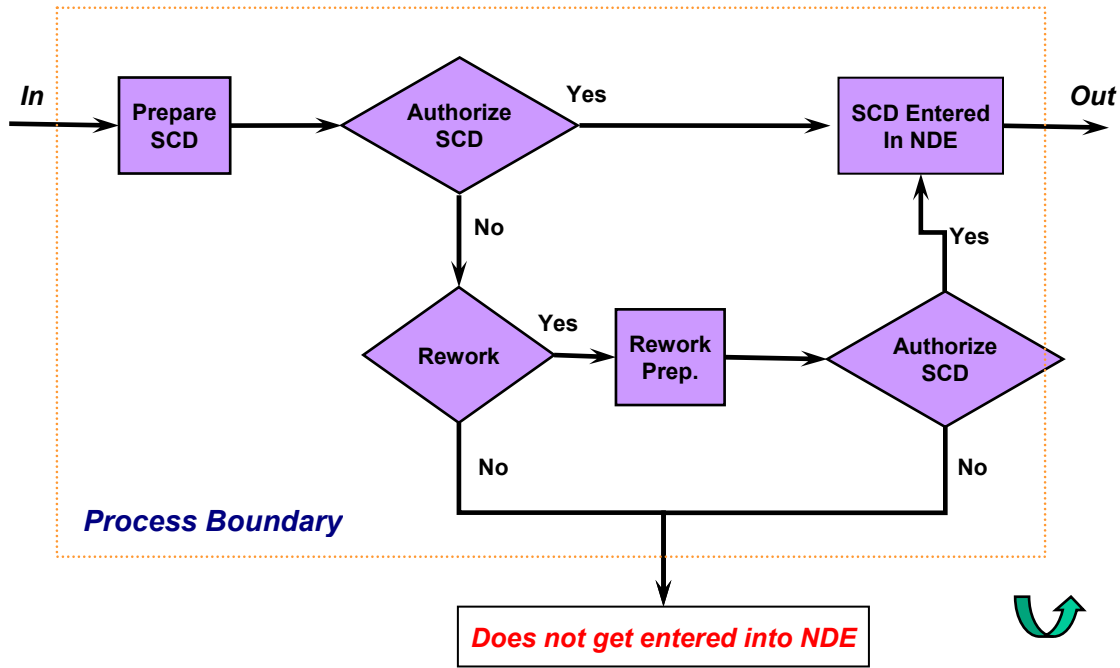 In
Prepare
SCD
Authorize
SCD
Yes
SCD Entered
In NDE
Out
No
Yes
Rework
Yes
Rework
Prep.
Authorize
SCD
No
No
Process Boundary
Does not get entered into NDE